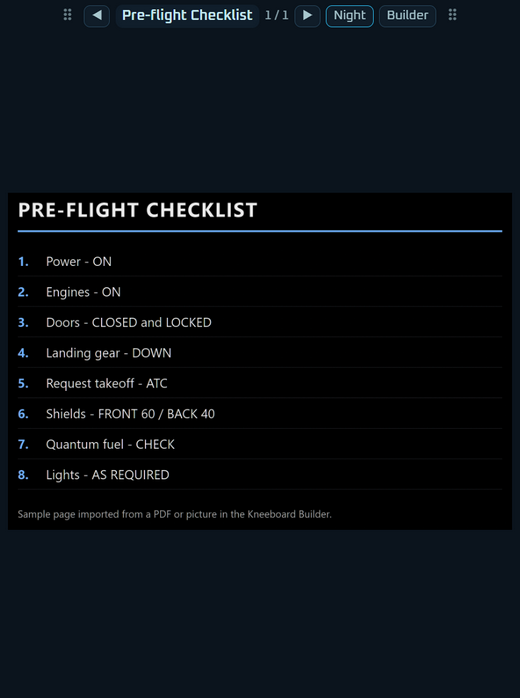 Pre-flight Checklist 1 / 1 Night Builder
PRE-FLIGHT CHECKLIST
1. Power - ON
2. Engines - ON
3. Doors - CLOSED and LOCKED
4. Landing gear - DOWN
5. Request takeoff - ATC
6. Shields - FRONT 60 / BACK 40
7. Quantum fuel - CHECK
8. Lights - AS REQUIRED
Sample page imported from a PDF or picture in the Kneeboard Builder.